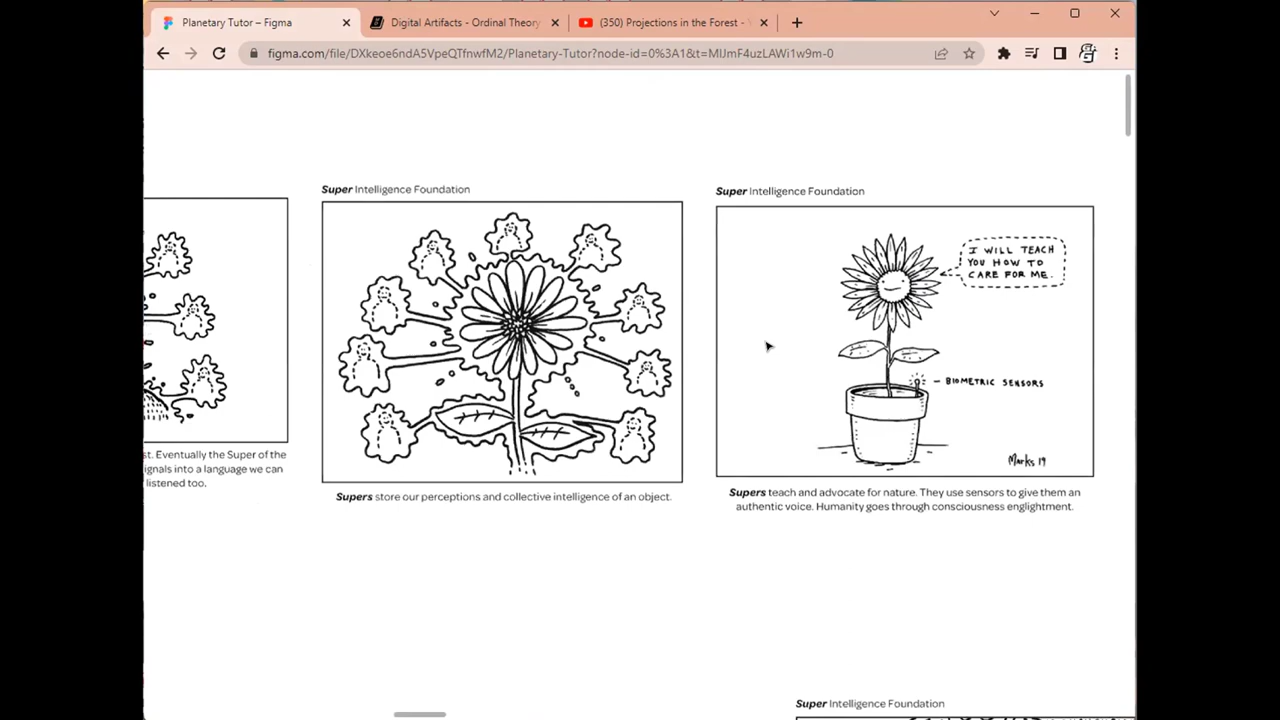 Planetary Tutor – Figma
Digital Artifacts - Ordinal Theory
(350) Projections in the Forest -
figma.com/file/DXkeoe6ndA5VpeQTfnwfM2/Planetary-Tutor?node-id=0%3A1&t=MIJmF4uzLAWi1w9m-0
Super Intelligence Foundation
Super Intelligence Foundation
I WILL TEACH
YOU HOW TO
CARE FOR ME.
- BIOMETRIC SENSORS
Marks 19
st. Eventually the Super of the
ignals into a language we can
listened too.
Supers store our perceptions and collective intelligence of an object.
Supers teach and advocate for nature. They use sensors to give them an
authentic voice. Humanity goes through consciousness englightment.
Super Intelligence Foundation